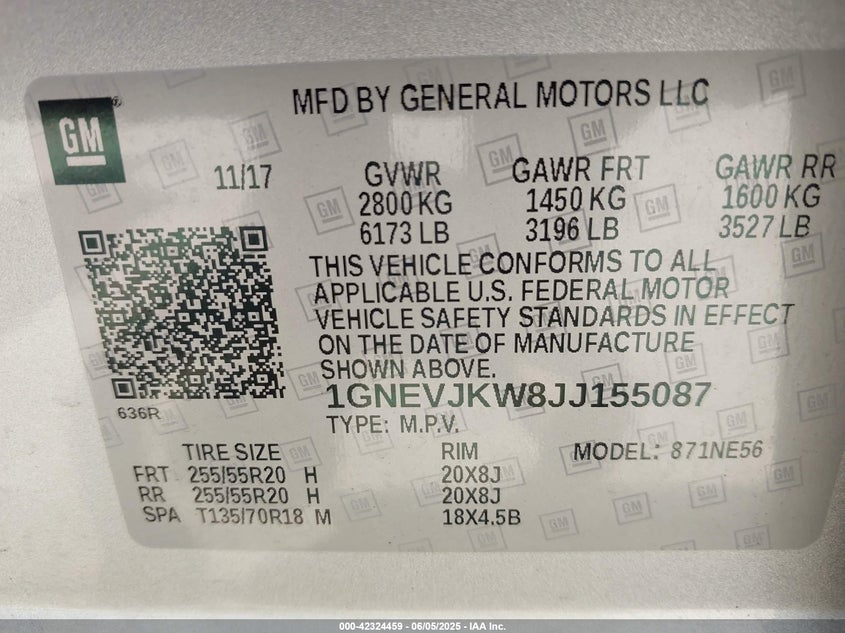 MFD BY GENERAL MOTORS LLC
GM
11/17 GVWR GAWR FRT GAWR RR
2800 KG 1450 KG 1600 KG
6173 LB 3196 LB 3527 LB
THIS VEHICLE CONFORMS TO ALL
APPLICABLE U.S. FEDERAL MOTOR
VEHICLE SAFETY STANDARDS IN EFFECT
ON THE DATE OF MANUFACTURE
SHOWN ABOVE.
1GNEVJKW8JJ155087
636R
TYPE: M.P.V.
TIRE SIZE RIM MODEL: 871NE56
FRT 255/55R20 H 20X8J
RR 255/55R20 H 20X8J
SPA T135/70R18 M 18X4.5B
000-42324459 - 06/05/2025 - IAA Inc.